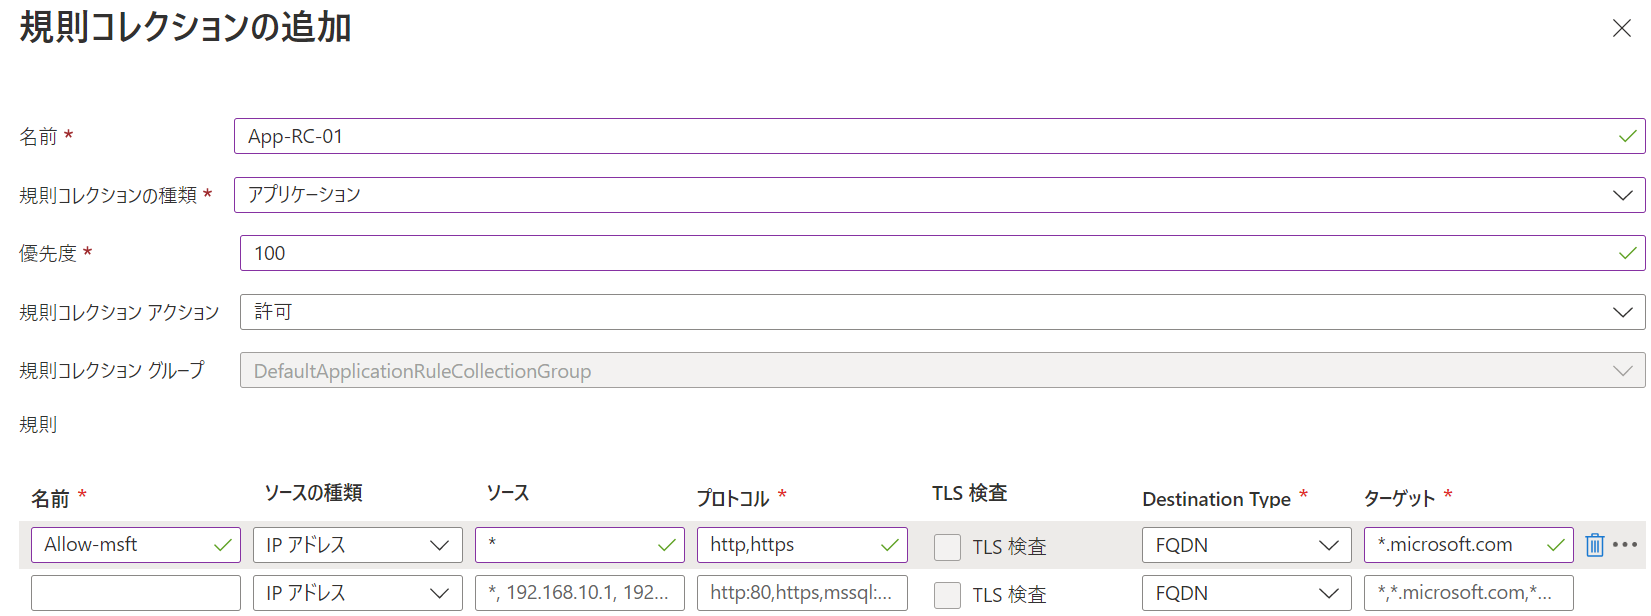 規則コレクションの追加
名前 * App-RC-01
規則コレクションの種類 * アプリケーション
優先度 * 100
規則コレクション アクション 許可
規則コレクション グループ DefaultApplicationRuleCollectionGroup
規則
名前 * ソースの種類 ソース プロトコル * TLS 検査 Destination Type * ターゲット *
Allow-msft IP アドレス * http,https TLS 検査 FQDN *.microsoft.com
IP アドレス *, 192.168.10.1, 192... http:80,https,mssql:... TLS 検査 FQDN *,*.microsoft.com,*...